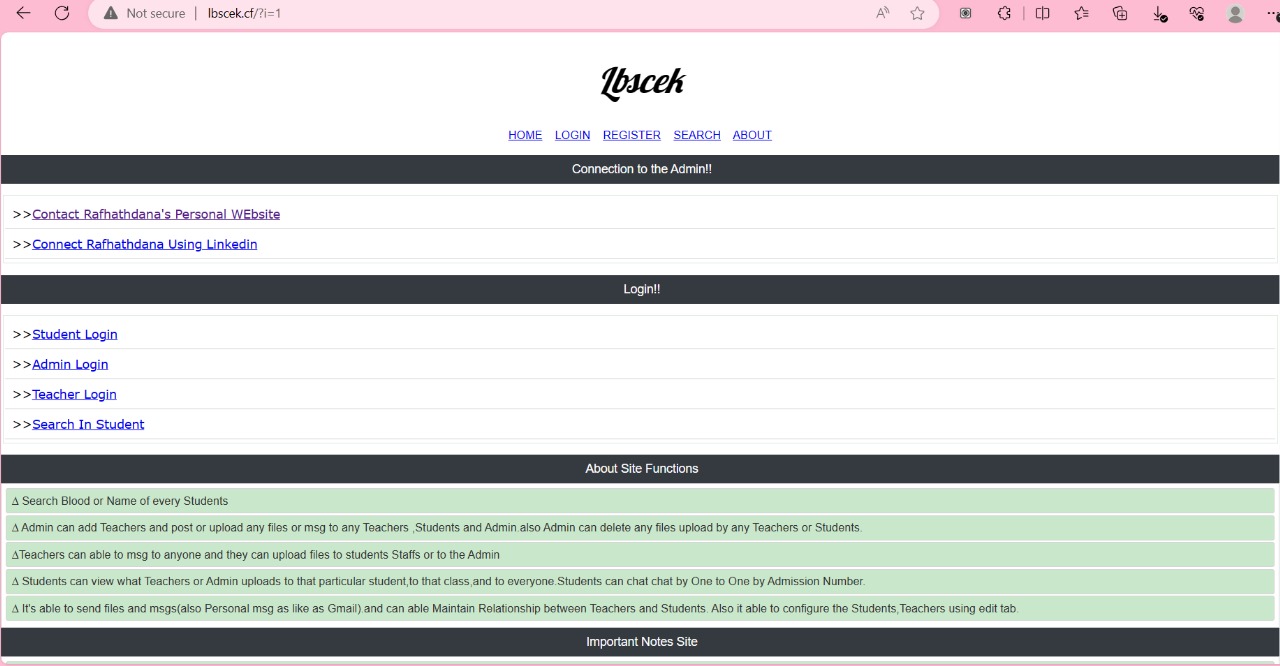 Not secure | lbscek.cf/?i=1
Lbscek
HOME LOGIN REGISTER SEARCH ABOUT
Connection to the Admin!!
>>Contact Rafhathdana's Personal WEbsite
>>Connect Rafhathdana Using Linkedin
Login!!
>>Student Login
>>Admin Login
>>Teacher Login
>>Search In Student
About Site Functions
Δ Search Blood or Name of every Students
Δ Admin can add Teachers and post or upload any files or msg to any Teachers ,Students and Admin.also Admin can delete any files upload by any Teachers or Students.
ΔTeachers can able to msg to anyone and they can upload files to students Staffs or to the Admin
Δ Students can view what Teachers or Admin uploads to that particular student,to that class,and to everyone.Students can chat chat by One to One by Admission Number.
Δ It's able to send files and msgs(also Personal msg as like as Gmail).and can able Maintain Relationship between Teachers and Students. Also it able to configure the Students,Teachers using edit tab.
Important Notes Site